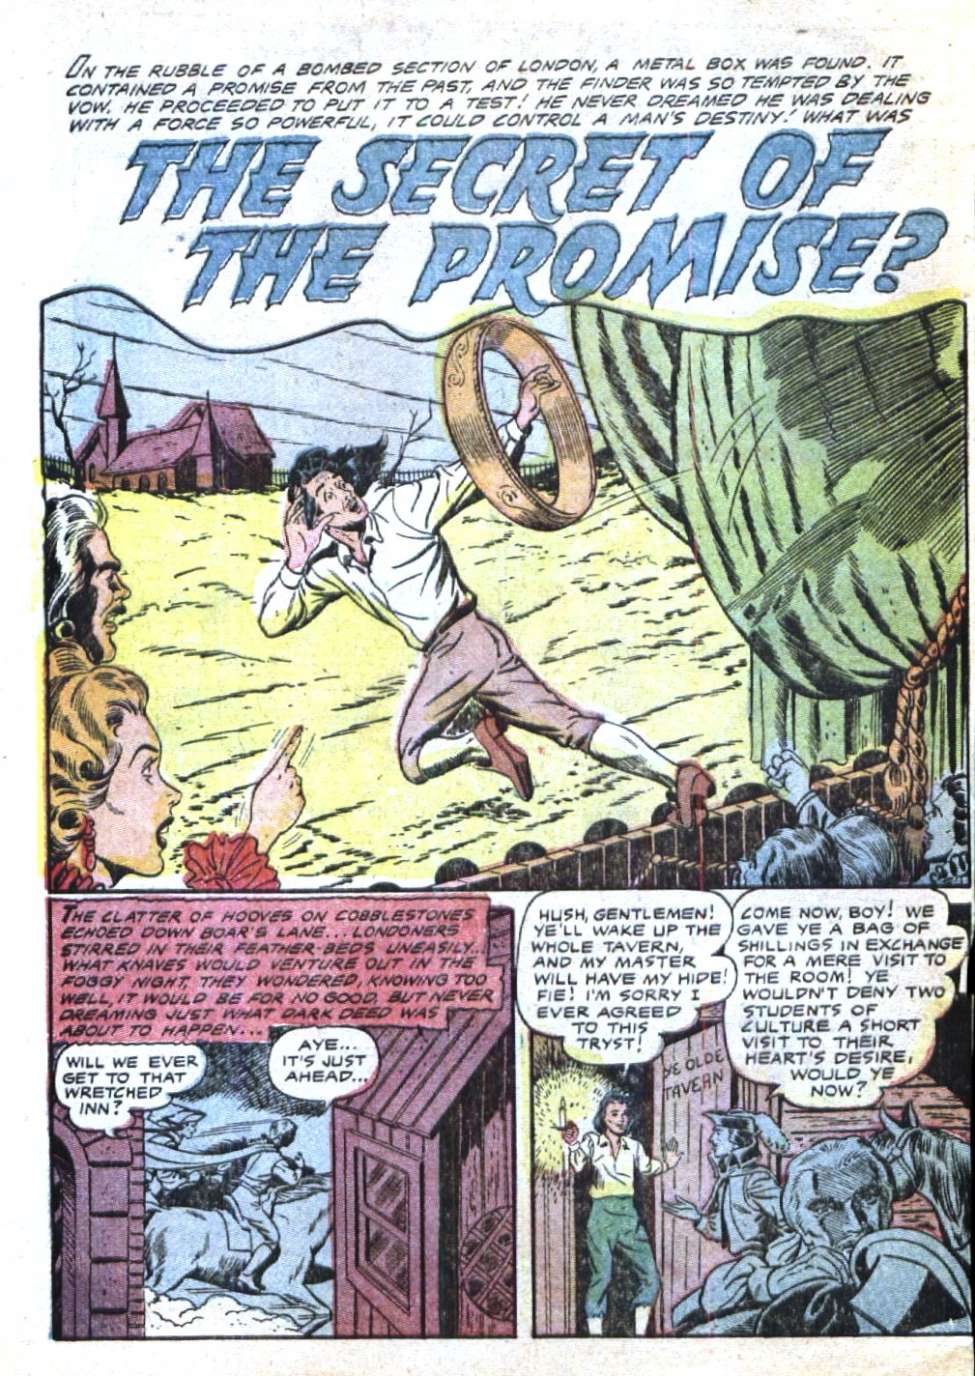 ON THE RUBBLE OF A BOMBED SECTION OF LONDON, A METAL BOX WAS FOUND. IT
CONTAINED A PROMISE FROM THE PAST, AND THE FINDER WAS SO TEMPTED BY THE
VOW, HE PROCEEDED TO PUT IT TO A TEST! HE NEVER DREAMED HE WAS DEALING
WITH A FORCE SO POWERFUL, IT COULD CONTROL A MAN'S DESTINY! WHAT WAS
THE SECRET OF
THE PROMISE?
THE CLATTER OF HOOVES ON COBBLESTONES
ECHOED DOWN BOAR'S LANE... LONDONERS
STIRRED IN THEIR FEATHER-BEDS UNEASILY...
WHAT KNAVES WOULD VENTURE OUT IN THE
FOGGY NIGHT, THEY WONDERED, KNOWING TOO
WELL, IT WOULD BE FOR NO GOOD, BUT NEVER
DREAMING JUST WHAT DARK DEED WAS
ABOUT TO HAPPEN...
WILL WE EVER
GET TO THAT
WRETCHED
INN?
AYE...
IT'S JUST
AHEAD...
HUSH, GENTLEMEN!
YE'LL WAKE UP THE
WHOLE TAVERN,
AND MY MASTER
WILL HAVE MY HIDE!
FIE! I'M SORRY I
EVER AGREED
TO THIS
TRYST!
COME NOW, BOY! WE
GAVE YE A BAG OF
SHILLINGS IN EXCHANGE
FOR A MERE VISIT TO
THE ROOM! YE
WOULDN'T DENY TWO
STUDENTS OF
CULTURE A SHORT
VISIT TO THEIR
HEART'S DESIRE,
WOULD YE
NOW?
YE OLDE
TAVERN